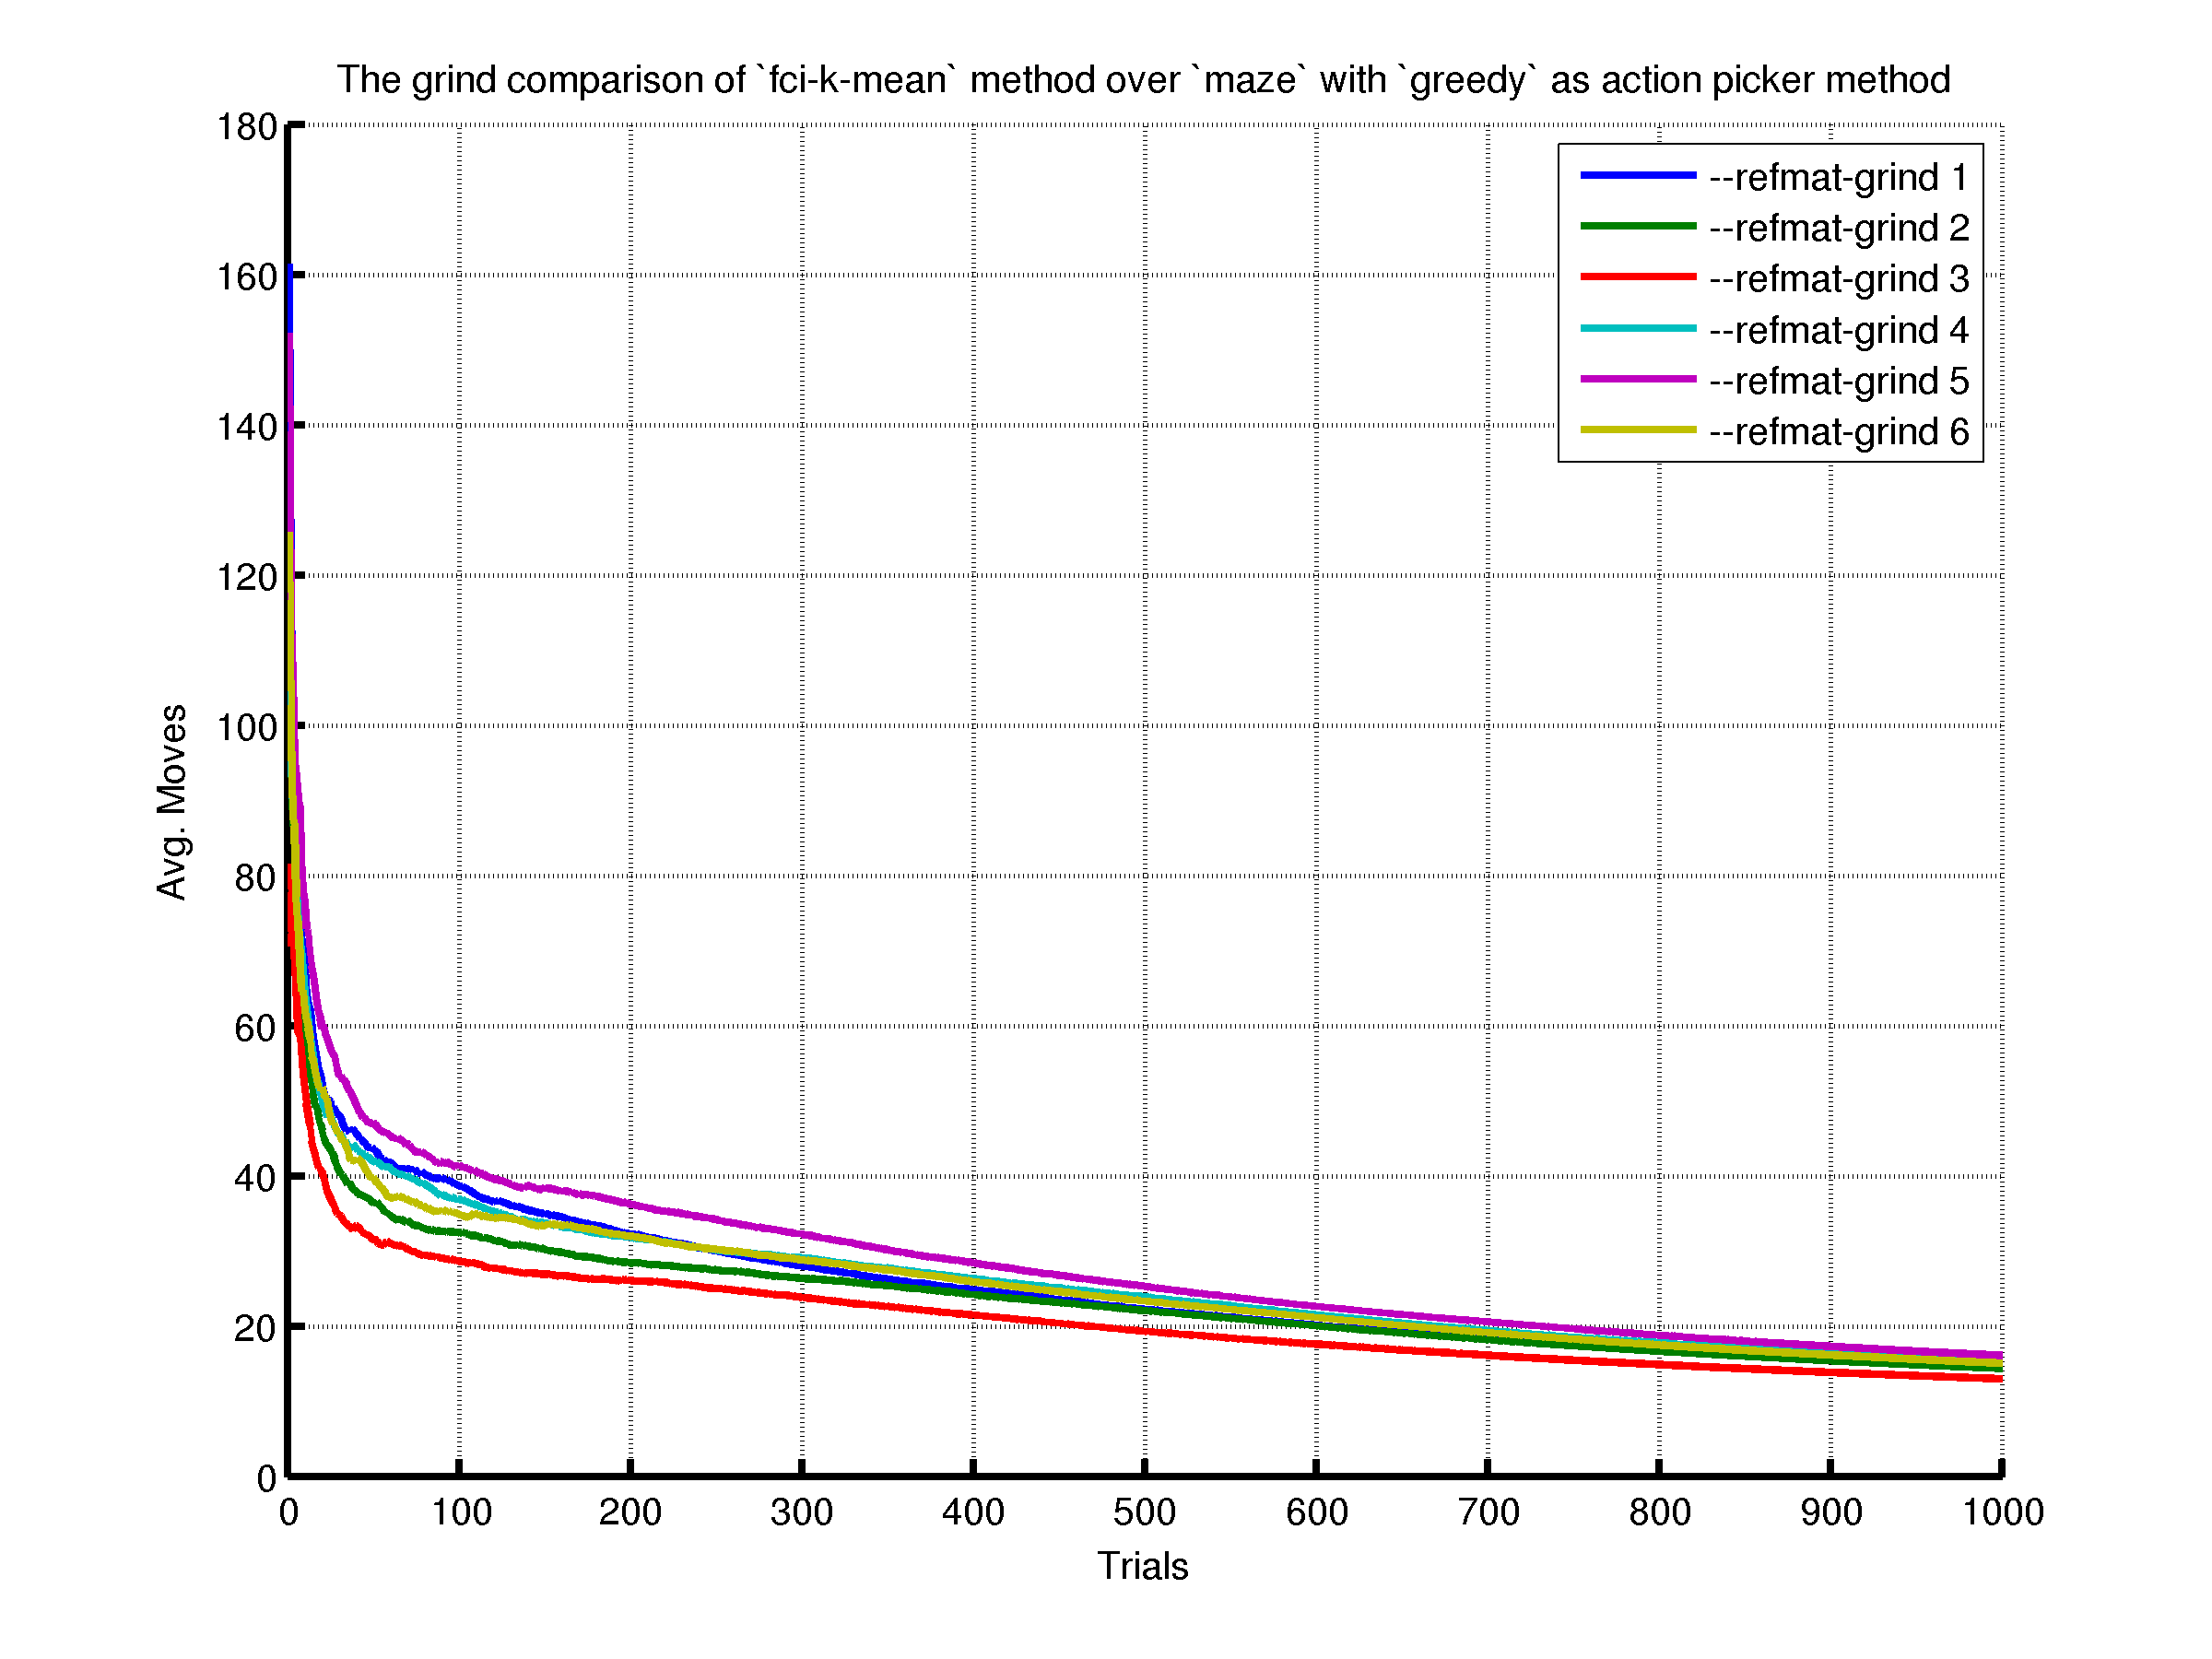 The grind comparison of `fci-k-mean` method over `maze` with `greedy` as action picker method
180
160
140
120
100
80
60
40
20
0
Avg. Moves
--refmat-grind 1
--refmat-grind 2
--refmat-grind 3
--refmat-grind 4
--refmat-grind 5
--refmat-grind 6
0 100 200 300 400 500 600 700 800 900 1000
Trials